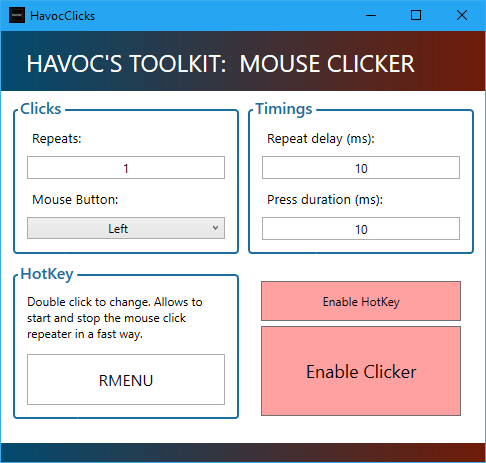 HavocClicks
HAVOC'S TOOLKIT: MOUSE CLICKER
Clicks
Repeats:
1
Mouse Button:
Left
Timings
Repeat delay (ms):
10
Press duration (ms):
10
HotKey
Double click to change. Allows to
start and stop the mouse click
repeater in a fast way.
RMENU
Enable HotKey
Enable Clicker